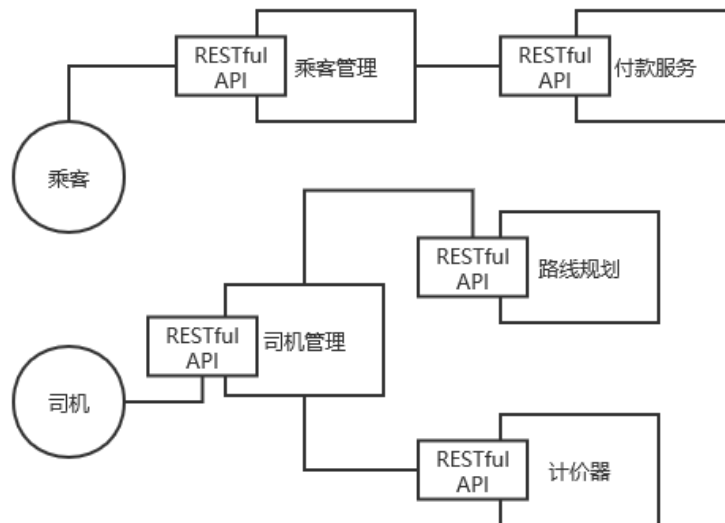 RESTful
API
乘客管理
RESTful
API
付款服务
乘客
RESTful
API
路线规划
RESTful
API
司机管理
司机
RESTful
API
计价器